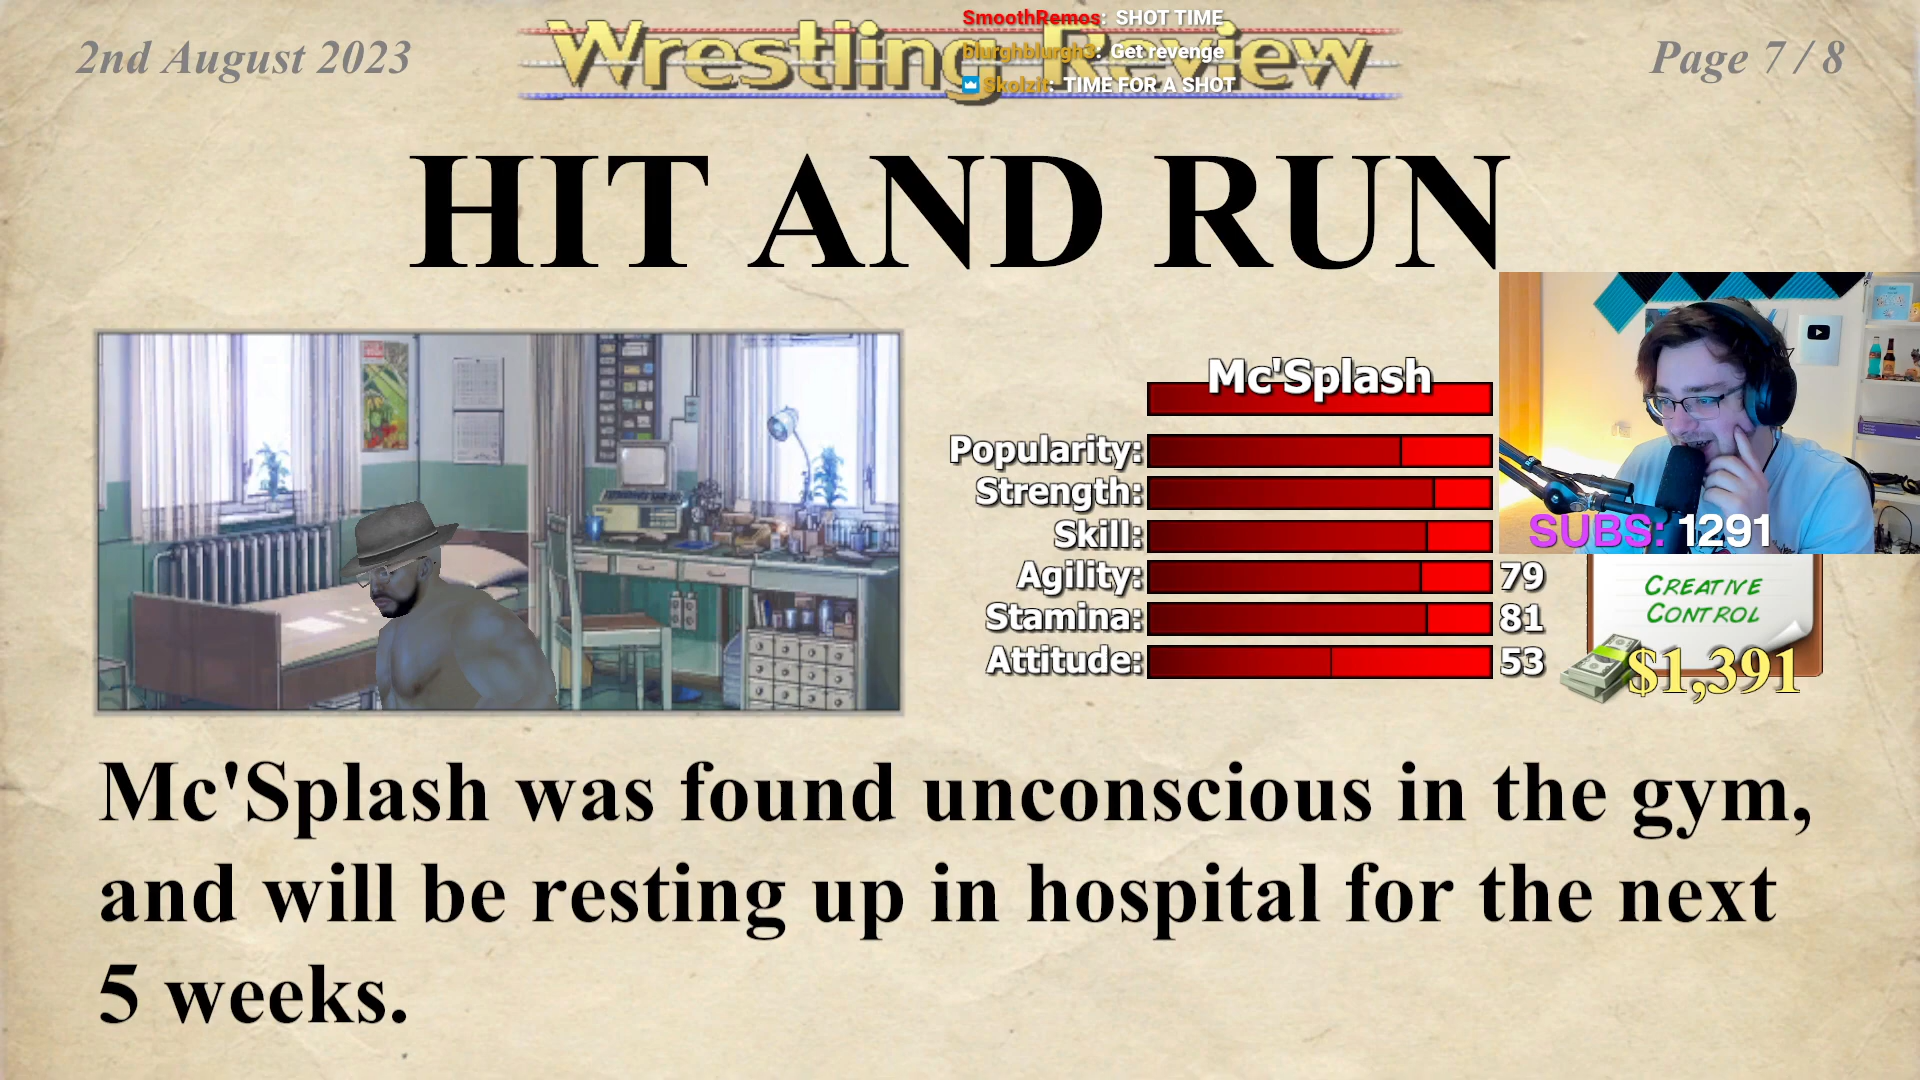 SmoothRemos: SHOT TIME
2nd August 2023
Wrestling Review
blurghblurgh3: Get revenge
Page 7 / 8
Skolzit: TIME FOR A SHOT
HIT AND RUN
Mc'Splash
Popularity:
Strength:
Skill:
SUBS: 1291
Agility: 79
CREATIVE
CONTROL
Stamina: 81
Attitude: 53
$1,391
Mc'Splash was found unconscious in the gym,
and will be resting up in hospital for the next
5 weeks.